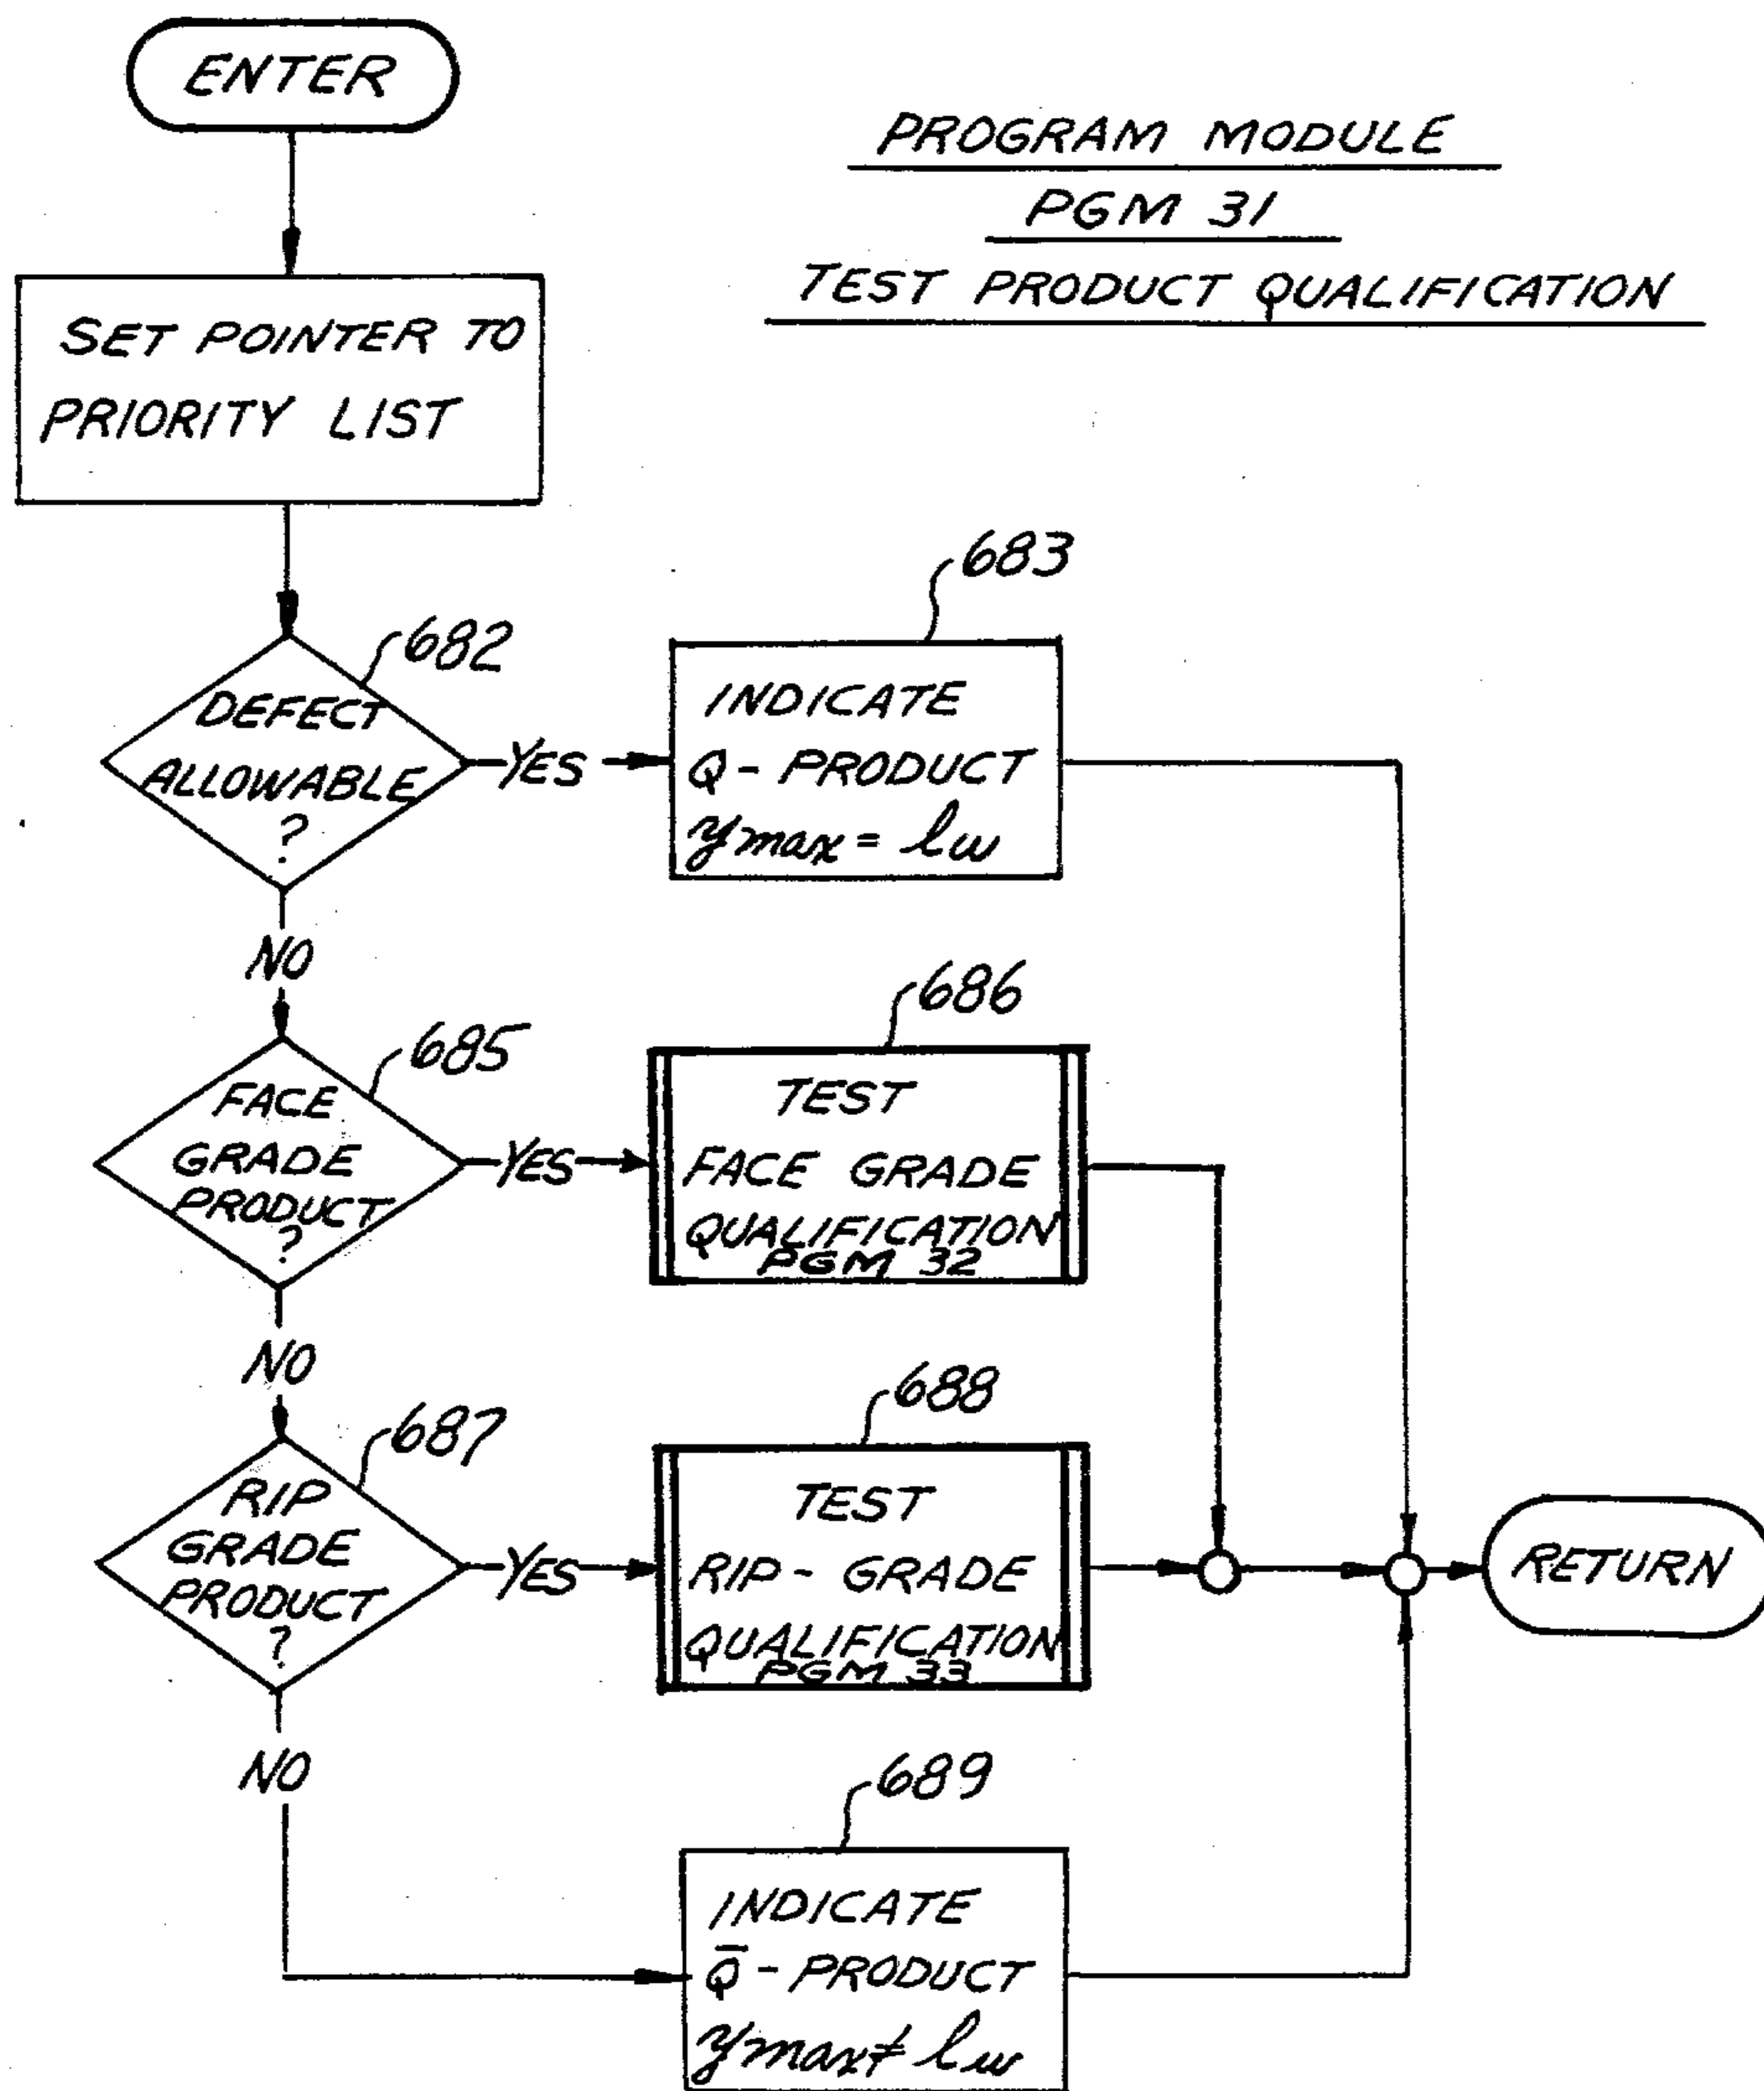 ENTER
PROGRAM MODULE
PGM 31
TEST PRODUCT QUALIFICATION
SET POINTER TO
PRIORITY LIST
682
DEFECT
ALLOWABLE
?
YES
683
INDICATE
Q - PRODUCT
ymax = lw
NO
685
FACE
GRADE
PRODUCT
?
YES
686
TEST
FACE GRADE
QUALIFICATION
PGM 32
NO
687
RIP
GRADE
PRODUCT
?
YES
688
TEST
RIP - GRADE
QUALIFICATION
PGM 33
RETURN
NO
689
INDICATE
Q̄ - PRODUCT
ymax ≠ lw